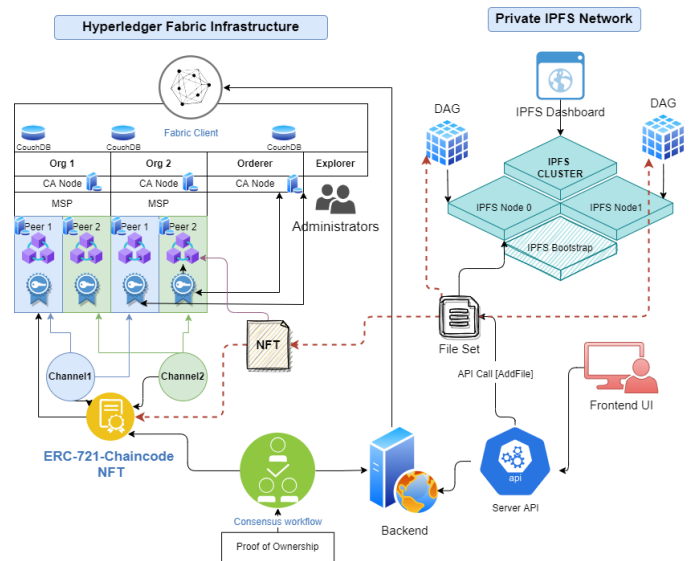 Hyperledger Fabric Infrastructure
Private IPFS Network
Fabric Client
CouchDB
CouchDB
CouchDB
Org 1
Org 2
Orderer
Explorer
CA Node
CA Node
CA Node
MSP
MSP
Peer 1
Peer 2
Peer 1
Peer 2
Administrators
DAG
IPFS Dashboard
DAG
IPFS
CLUSTER
IPFS Node 0
IPFS Node1
IPFS Bootstrap
NFT
File Set
API Call [AddFile]
Frontend UI
Channel1
Channel2
ERC-721-Chaincode
NFT
Consensus workflow
Proof of Ownership
Backend
api
Server API